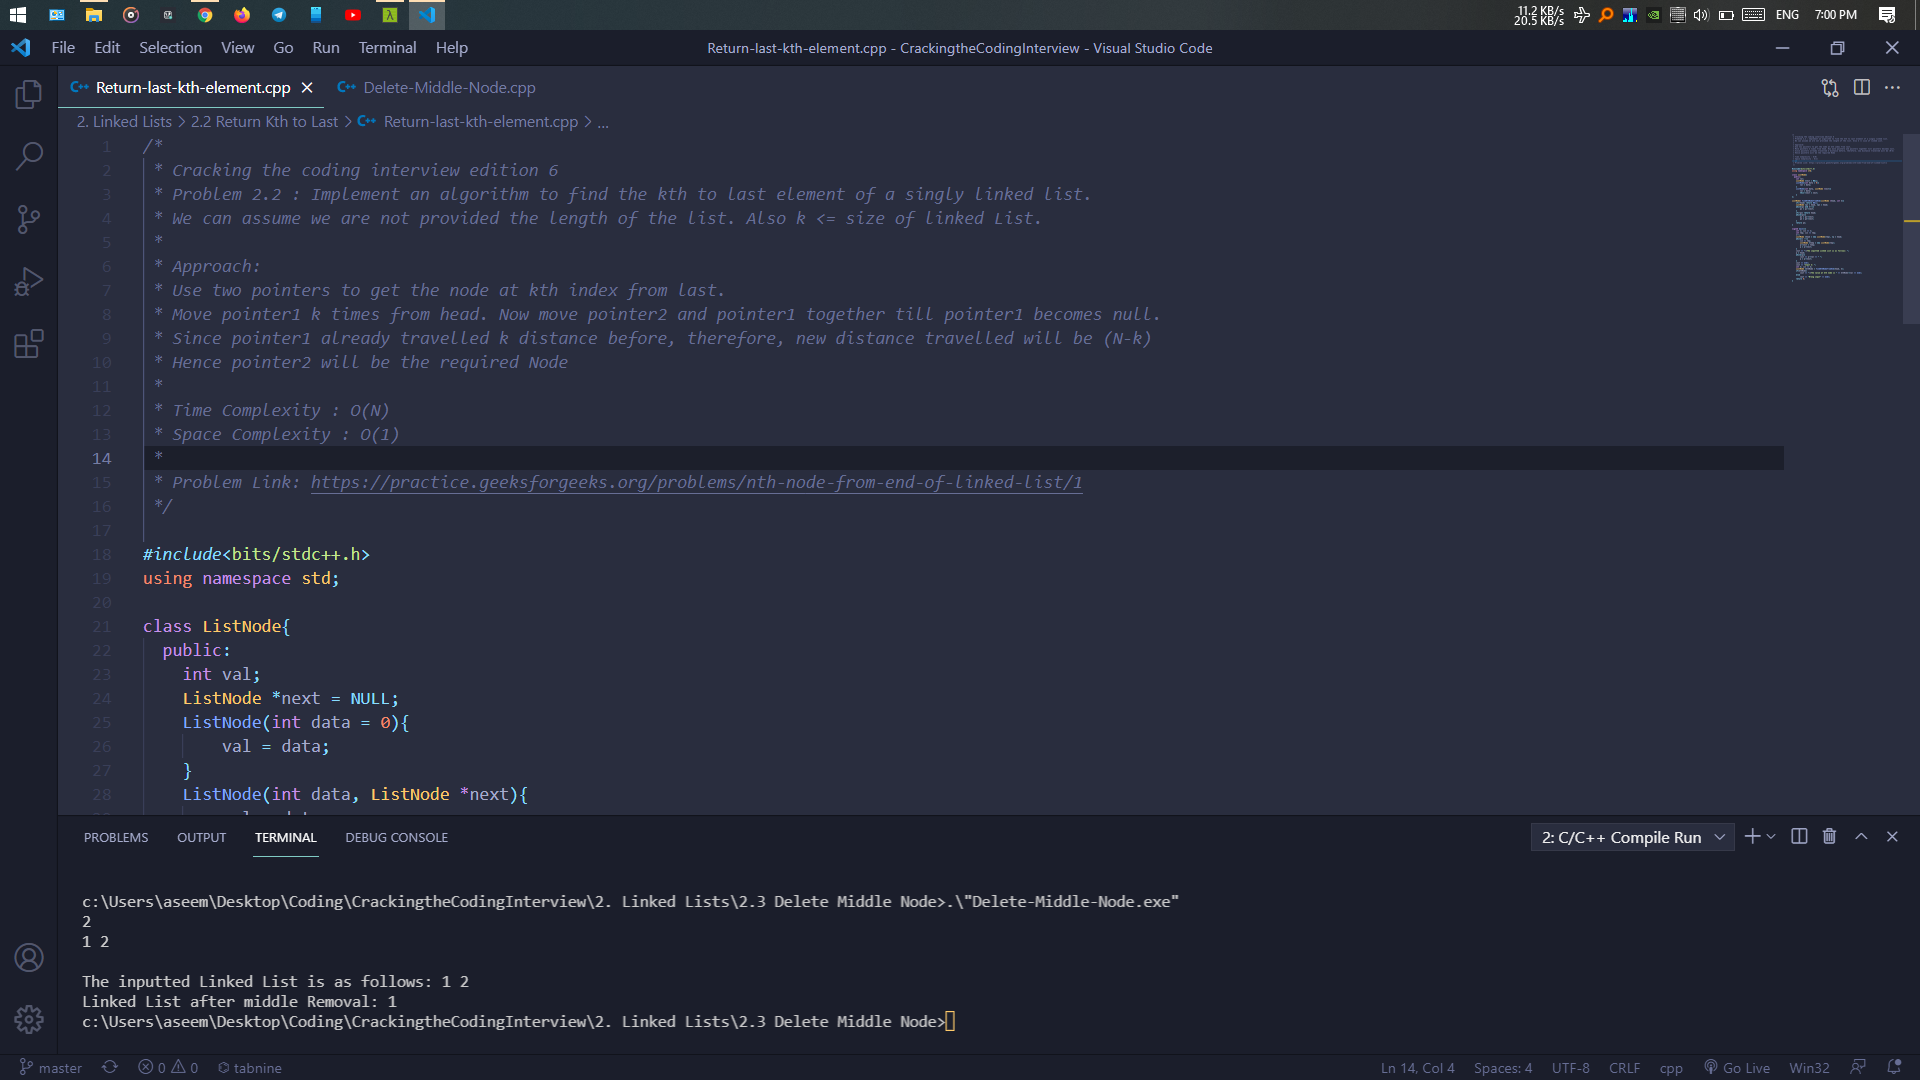 11.2 KB/s
20.5 KB/s
ENG 7:00 PM
File Edit Selection View Go Run Terminal Help
Return-last-kth-element.cpp - CrackingtheCodingInterview - Visual Studio Code
C++ Return-last-kth-element.cpp C++ Delete-Middle-Node.cpp
2. Linked Lists > 2.2 Return Kth to Last > C++ Return-last-kth-element.cpp > ...
1 /*
2 * Cracking the coding interview edition 6
3 * Problem 2.2 : Implement an algorithm to find the kth to last element of a singly linked list.
4 * We can assume we are not provided the length of the list. Also k <= size of linked List.
5 *
6 * Approach:
7 * Use two pointers to get the node at kth index from last.
8 * Move pointer1 k times from head. Now move pointer2 and pointer1 together till pointer1 becomes null.
9 * Since pointer1 already travelled k distance before, therefore, new distance travelled will be (N-k)
10 * Hence pointer2 will be the required Node
11 *
12 * Time Complexity : O(N)
13 * Space Complexity : O(1)
14 *
15 * Problem Link: https://practice.geeksforgeeks.org/problems/nth-node-from-end-of-linked-list/1
16 */
17
18 #include<bits/stdc++.h>
19 using namespace std;
20
21 class ListNode{
22 public:
23 int val;
24 ListNode *next = NULL;
25 ListNode(int data = 0){
26 val = data;
27 }
28 ListNode(int data, ListNode *next){
PROBLEMS OUTPUT TERMINAL DEBUG CONSOLE
2: C/C++ Compile Run
c:\Users\aseem\Desktop\Coding\CrackingtheCodingInterview\2. Linked Lists\2.3 Delete Middle Node>.\"Delete-Middle-Node.exe"
2
1 2
The inputted Linked List is as follows: 1 2
Linked List after middle Removal: 1
c:\Users\aseem\Desktop\Coding\CrackingtheCodingInterview\2. Linked Lists\2.3 Delete Middle Node>
master 0 0 tabnine
Ln 14, Col 4 Spaces: 4 UTF-8 CRLF cpp Go Live Win32